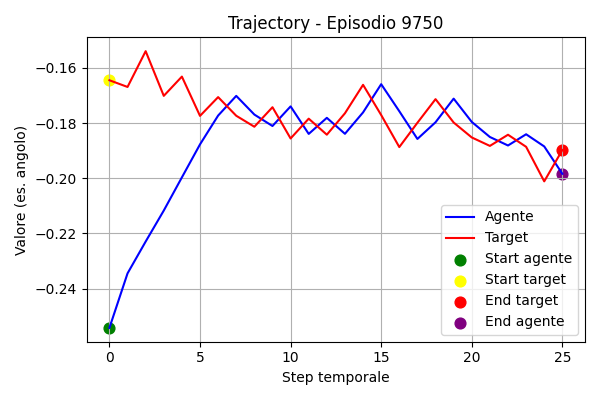 Trajectory - Episodio 9750
Valore (es. angolo)
−0.16
−0.18
−0.20
−0.22
−0.24
0
5
10
15
20
25
Step temporale
Agente
Target
Start agente
Start target
End target
End agente